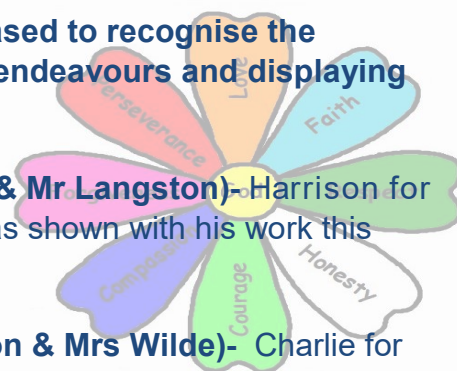 ased to recognise the
endeavours and displaying
& Mr Langston)- Harrison for
as shown with his work this
on & Mrs Wilde)- Charlie for
Love
Perseverance
Faith
Honesty
Compassion
Courage